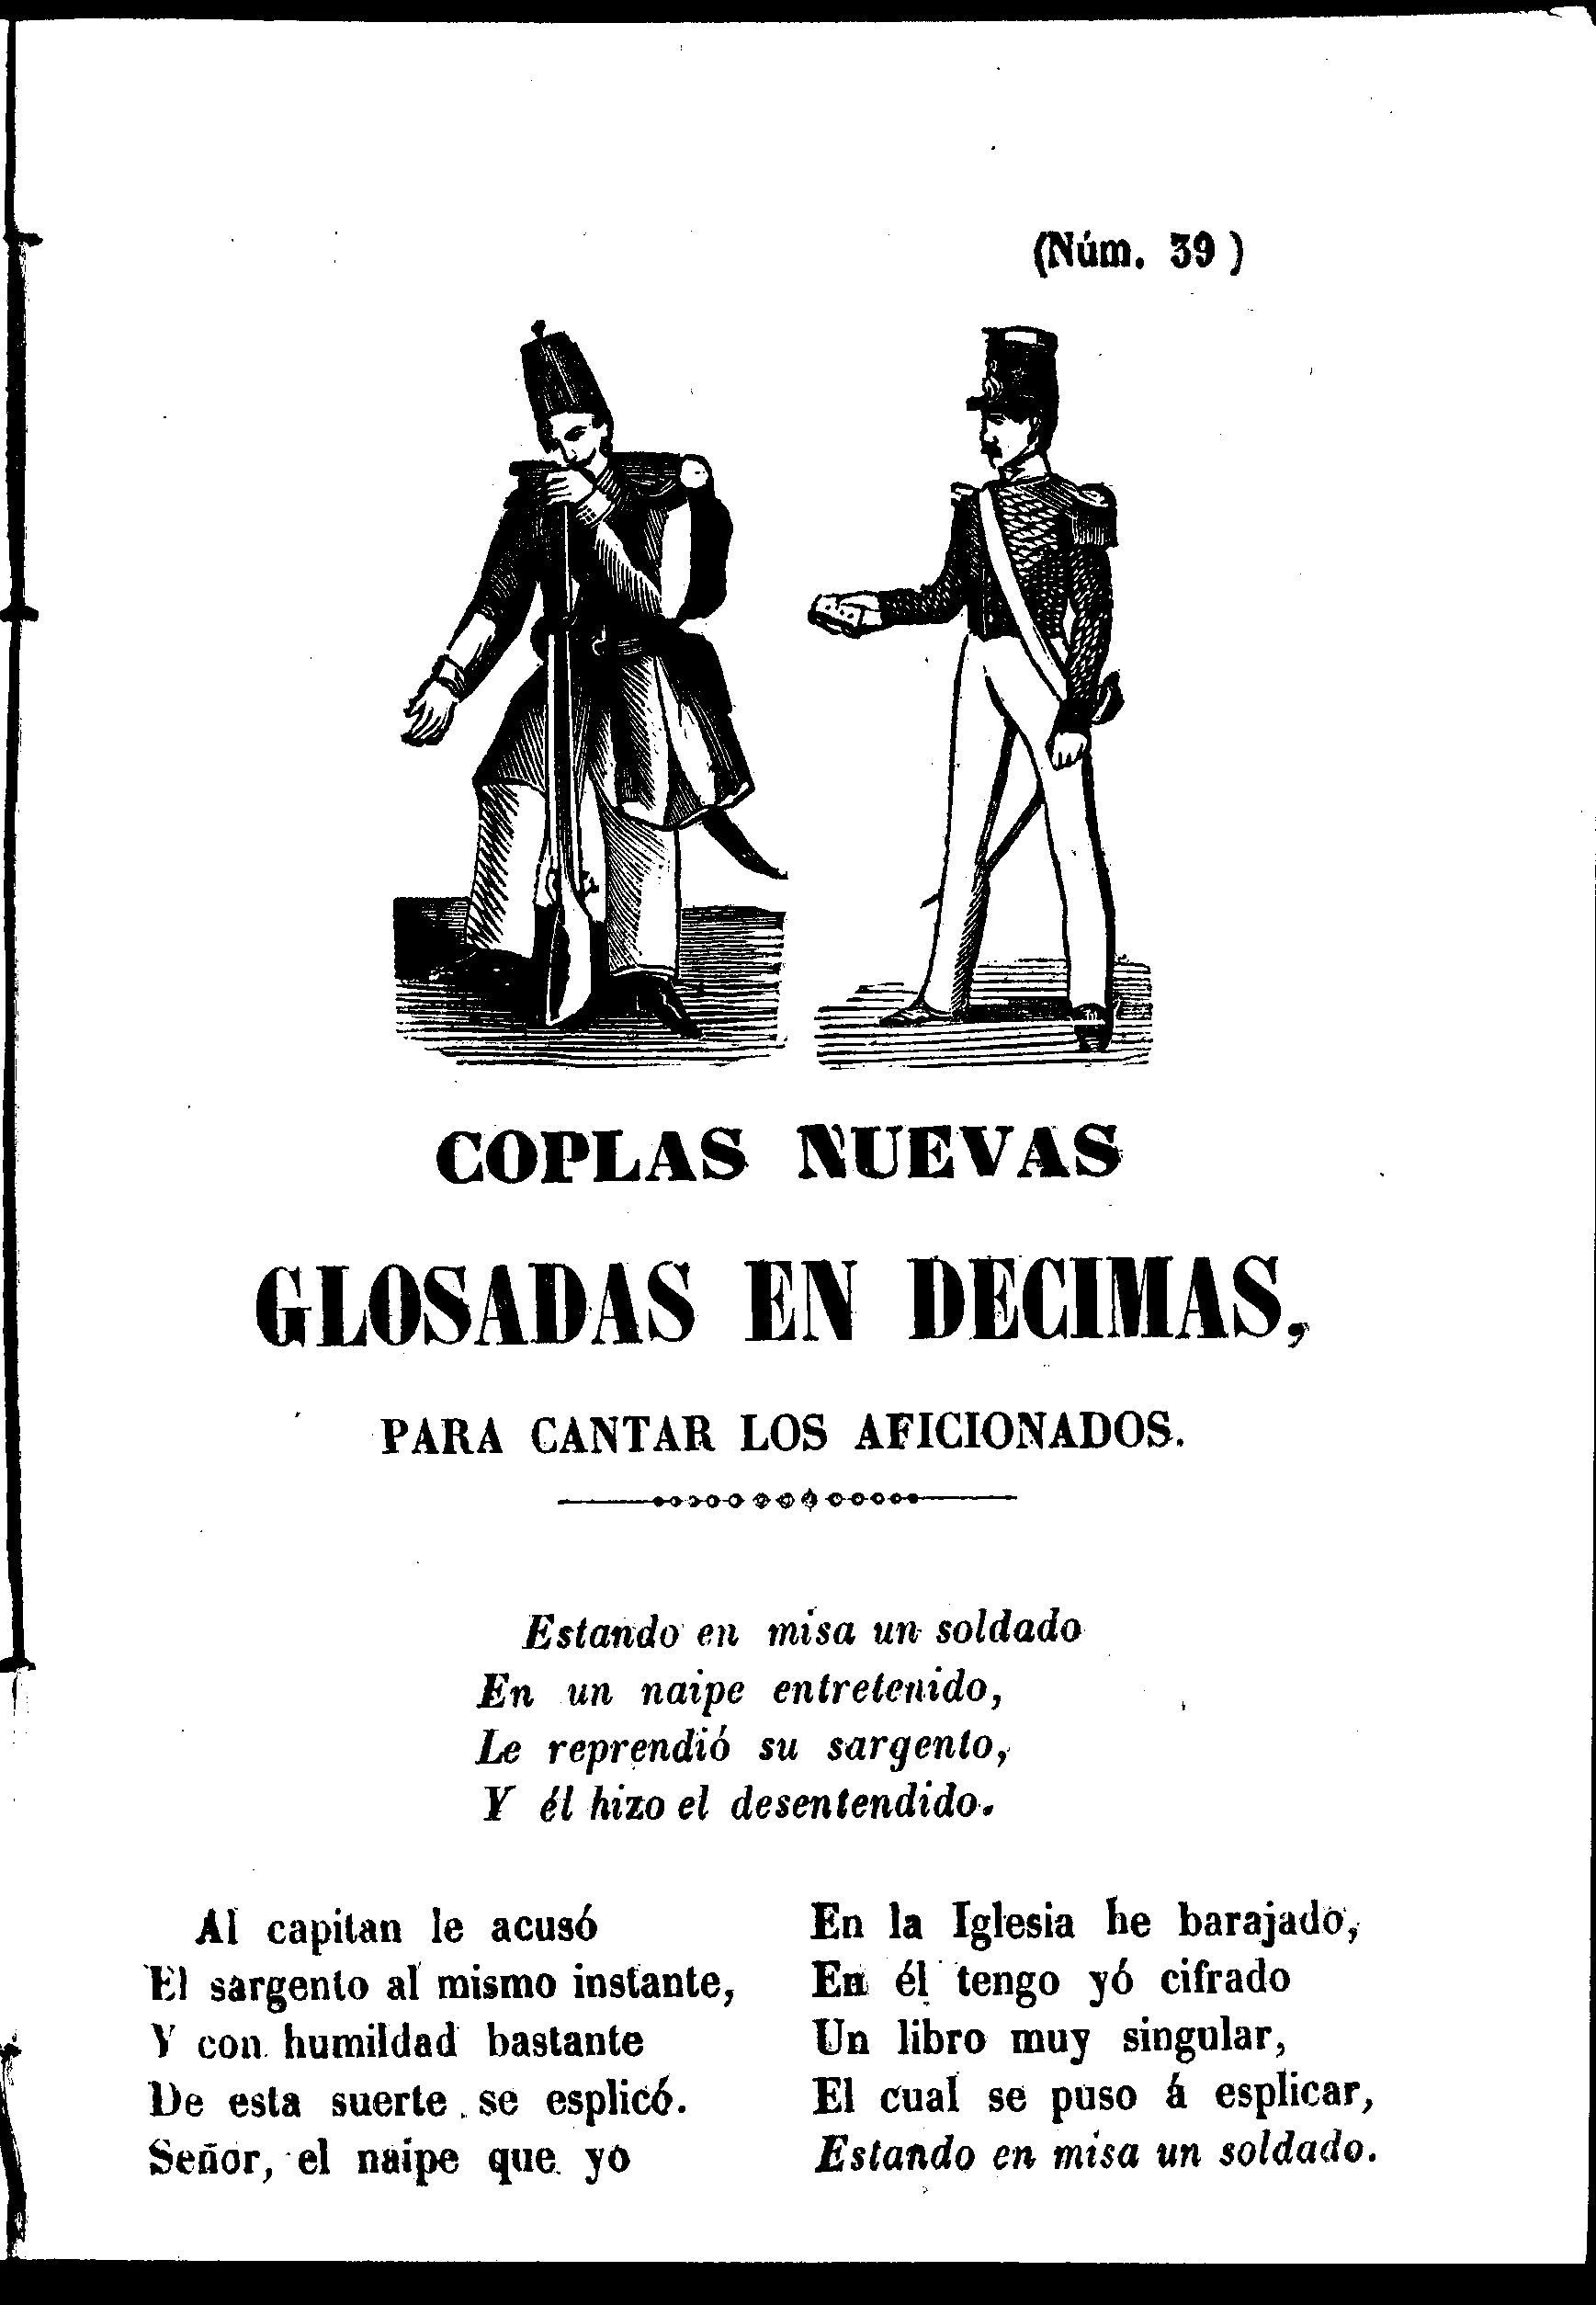 (Núm. 39)
COPLAS NUEVAS
GLOSADAS EN DECIMAS,
PARA CANTAR LOS AFICIONADOS.
Estando en misa un soldado
En un naipe entretenido,
Le reprendió su sargento,
Y él hizo el desentendido.
Al capitan le acusó
El sargento al mismo instante,
Y con humildad bastante
De esta suerte se esplicó.
Señor, el naipe que yo
En la Iglesia he barajado,
En él tengo yó cifrado
Un libro muy singular,
El cual se puso á esplicar,
Estando en misa un soldado.